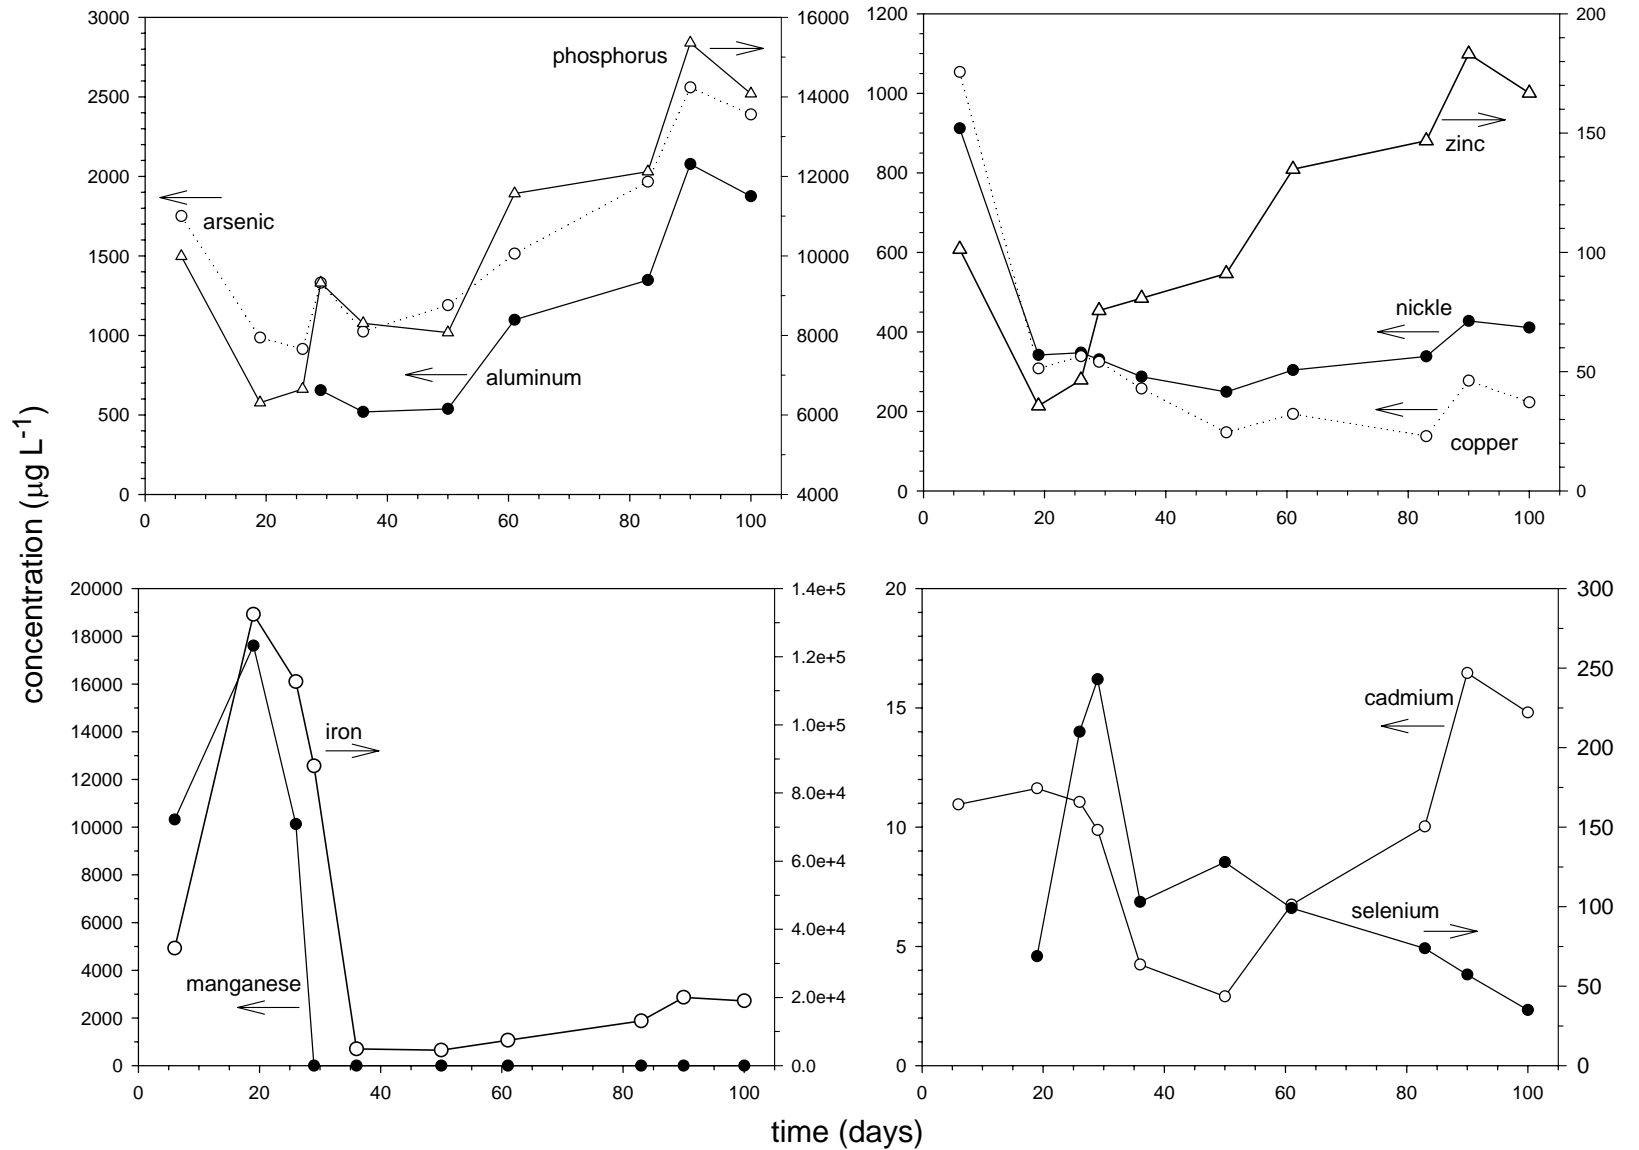 3000
2500
2000
1500
1000
500
0
16000
14000
12000
10000
8000
6000
4000
0 20 40 60 80 100
phosphorus
arsenic
aluminum
1200
1000
800
600
400
200
0
200
150
100
50
0
0 20 40 60 80 100
zinc
nickle
copper
concentration (μg L-1)
20000
18000
16000
14000
12000
10000
8000
6000
4000
2000
0
1.4e+5
1.2e+5
1.0e+5
8.0e+4
6.0e+4
4.0e+4
2.0e+4
0.0
0 20 40 60 80 100
iron
manganese
20
15
10
5
0
300
250
200
150
100
50
0
0 20 40 60 80 100
cadmium
selenium
time (days)